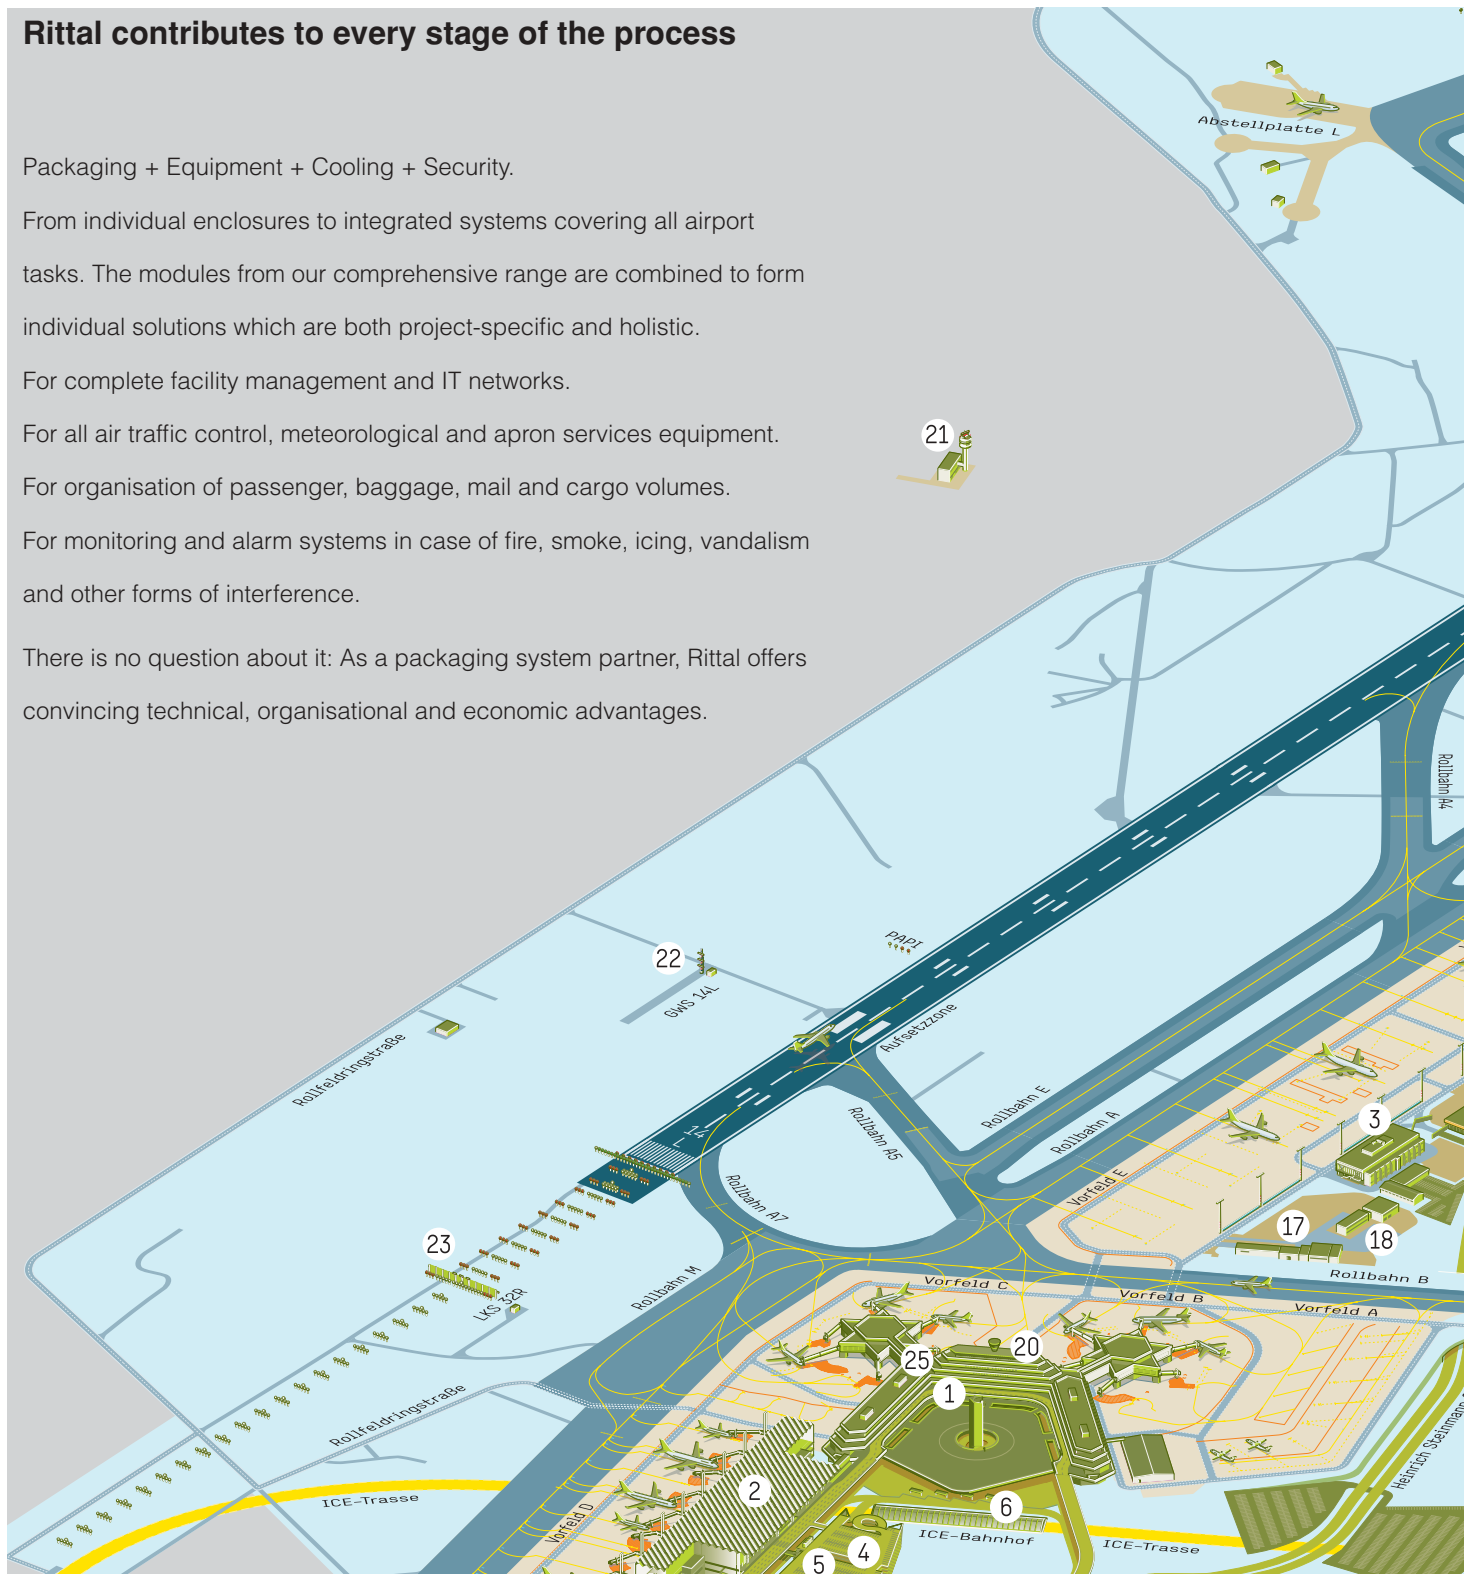 Rittal contributes to every stage of the process
Packaging + Equipment + Cooling + Security.
From individual enclosures to integrated systems covering all airport
tasks. The modules from our comprehensive range are combined to form
individual solutions which are both project-specific and holistic.
For complete facility management and IT networks.
For all air traffic control, meteorological and apron services equipment.
For organisation of passenger, baggage, mail and cargo volumes.
For monitoring and alarm systems in case of fire, smoke, icing, vandalism
and other forms of interference.
There is no question about it: As a packaging system partner, Rittal offers
convincing technical, organisational and economic advantages.
Abstellplatte L
21
Rollbahn A4
PAPI
22
GWS 14L
Aufsetzzone
Rollfeldringstraße
Rollbahn E
Rollbahn A
Rollbahn A5
3
14
L
Rollbahn A7
Vorfeld E
17
18
23
Rollbahn M
LKS 32R
Rollbahn B
Vorfeld C
Vorfeld B
Vorfeld A
20
25
1
Rollfeldringstraße
Heinrich Steinmann
ICE-Trasse
2
Vorfeld D
6
ICE-Bahnhof
ICE-Trasse
4
5